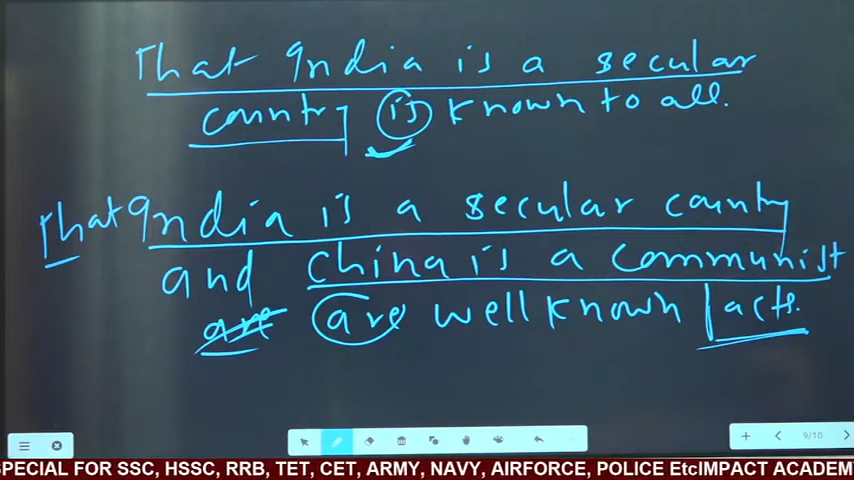 That India is a secular
country is known to all.
That India is a secular country
and China is a communist
are are well known facts.
9/10
SPECIAL FOR SSC, HSSC, RRB, TET, CET, ARMY, NAVY, AIRFORCE, POLICE EtcIMPACT ACADEM